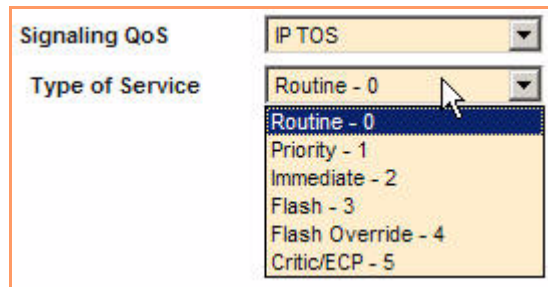 Signaling QoS IP TOS
Type of Service Routine - 0
Routine - 0
Priority - 1
Immediate - 2
Flash - 3
Flash Override - 4
Critic/ECP - 5